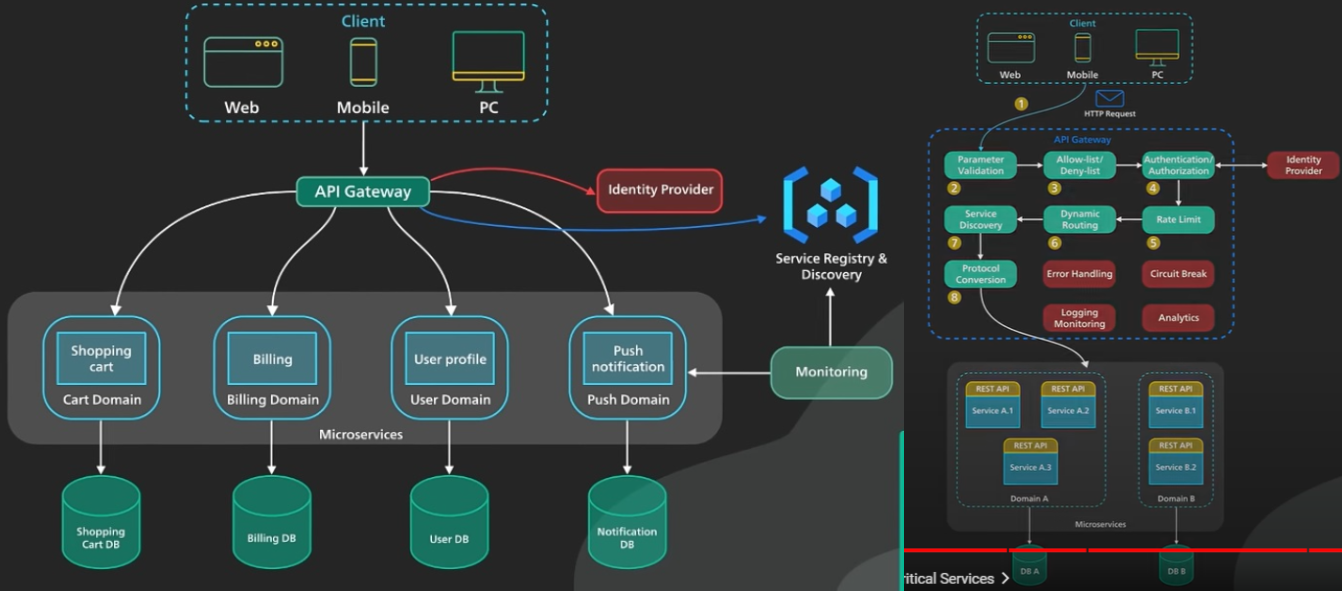 Client
Web
Mobile
PC
API Gateway
Identity Provider
Service Registry &
Discovery
Shopping
cart
Cart Domain
Billing
Billing Domain
User profile
User Domain
Push
notification
Push Domain
Monitoring
Microservices
Shopping
Cart DB
Billing DB
User DB
Notification
DB
Client
Web
Mobile
PC
1
HTTP Request
API Gateway
Parameter
Validation
2
Allow-list/
Deny-list
3
Authentication/
Authorization
4
Identity
Provider
Service
Discovery
7
Dynamic
Routing
6
Rate Limit
5
Protocol
Conversion
8
Error Handling
Circuit Break
Logging
Monitoring
Analytics
REST API
Service A.1
REST API
Service A.2
REST API
Service A.3
Domain A
REST API
Service B.1
REST API
Service B.2
Domain B
Microservices
DB A
DB B
ritical Services >